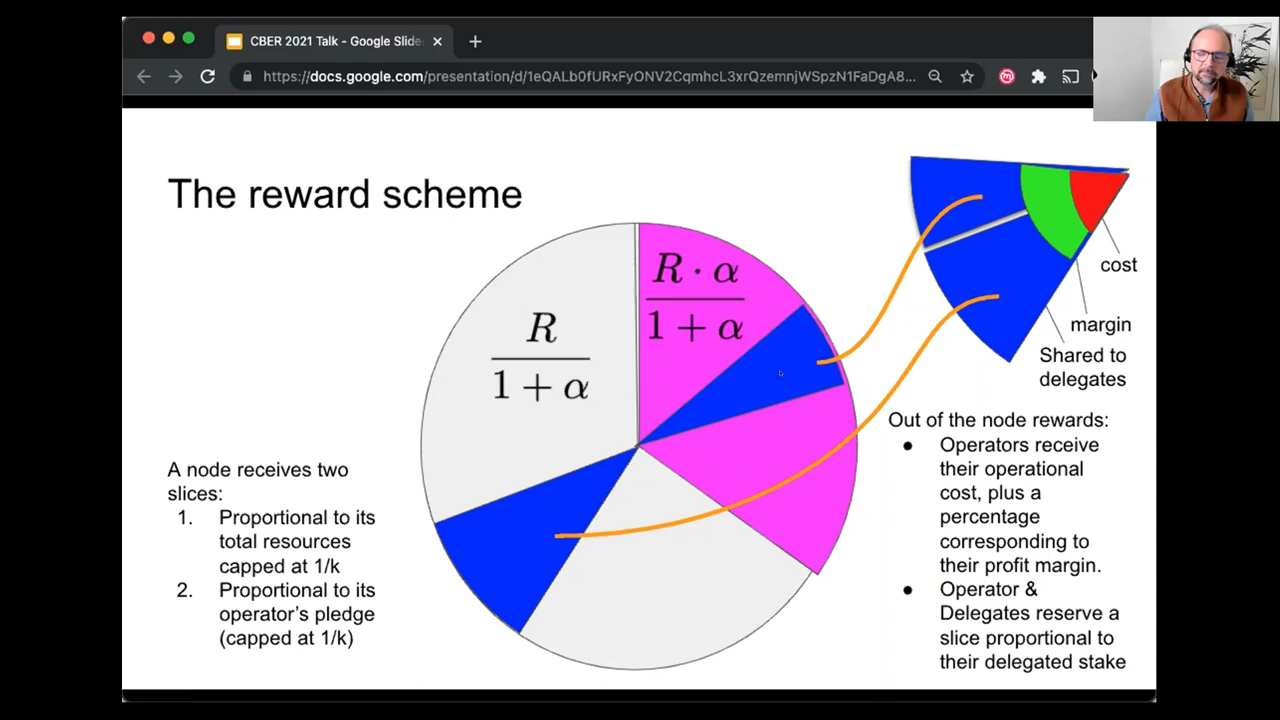 CBER 2021 Talk - Google Slide
https://docs.google.com/presentation/d/1eQALb0fURxFyONV2CqmhcL3xrQzemnjWSpzN1FaDgA8...
The reward scheme
R · α
1 + α
R
1 + α
cost
margin
Shared to
delegates
A node receives two
slices:
1. Proportional to its
total resources
capped at 1/k
2. Proportional to its
operator's pledge
(capped at 1/k)
Out of the node rewards:
● Operators receive
their operational
cost, plus a
percentage
corresponding to
their profit margin.
● Operator &
Delegates reserve a
slice proportional to
their delegated stake